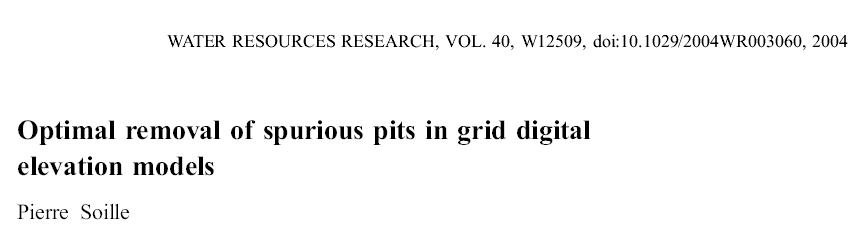 WATER RESOURCES RESEARCH, VOL. 40, W12509, doi:10.1029/2004WR003060, 2004
Optimal removal of spurious pits in grid digital
elevation models
Pierre Soille